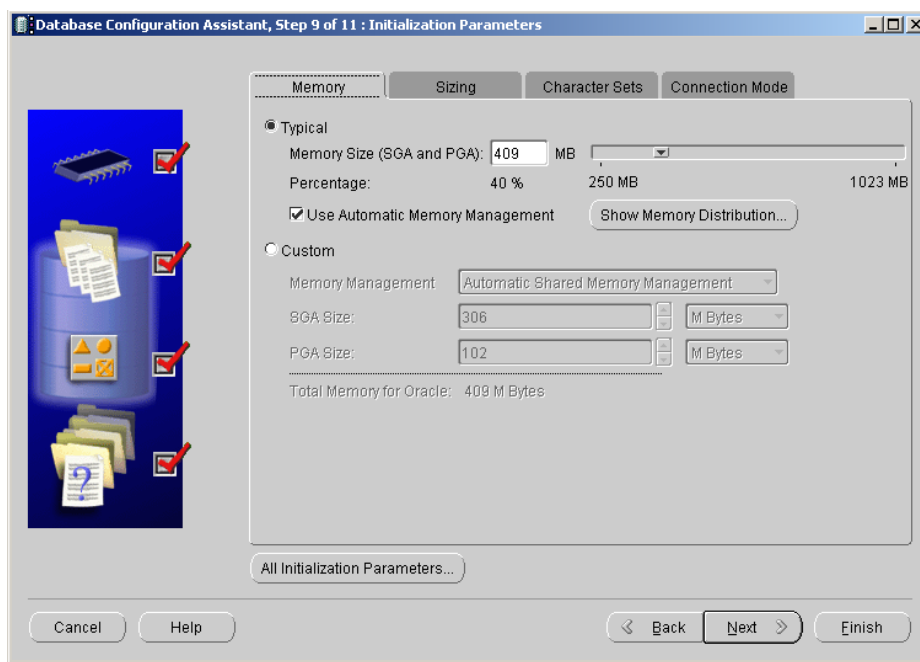 Database Configuration Assistant, Step 9 of 11 : Initialization Parameters
Memory Sizing Character Sets Connection Mode
Typical
Memory Size (SGA and PGA): 409 MB
Percentage: 40 % 250 MB 1023 MB
Use Automatic Memory Management Show Memory Distribution...
Custom
Memory Management Automatic Shared Memory Management
SGA Size: 306 M Bytes
PGA Size: 102 M Bytes
Total Memory for Oracle: 409 M Bytes
?
All Initialization Parameters...
Cancel Help Back Next Finish